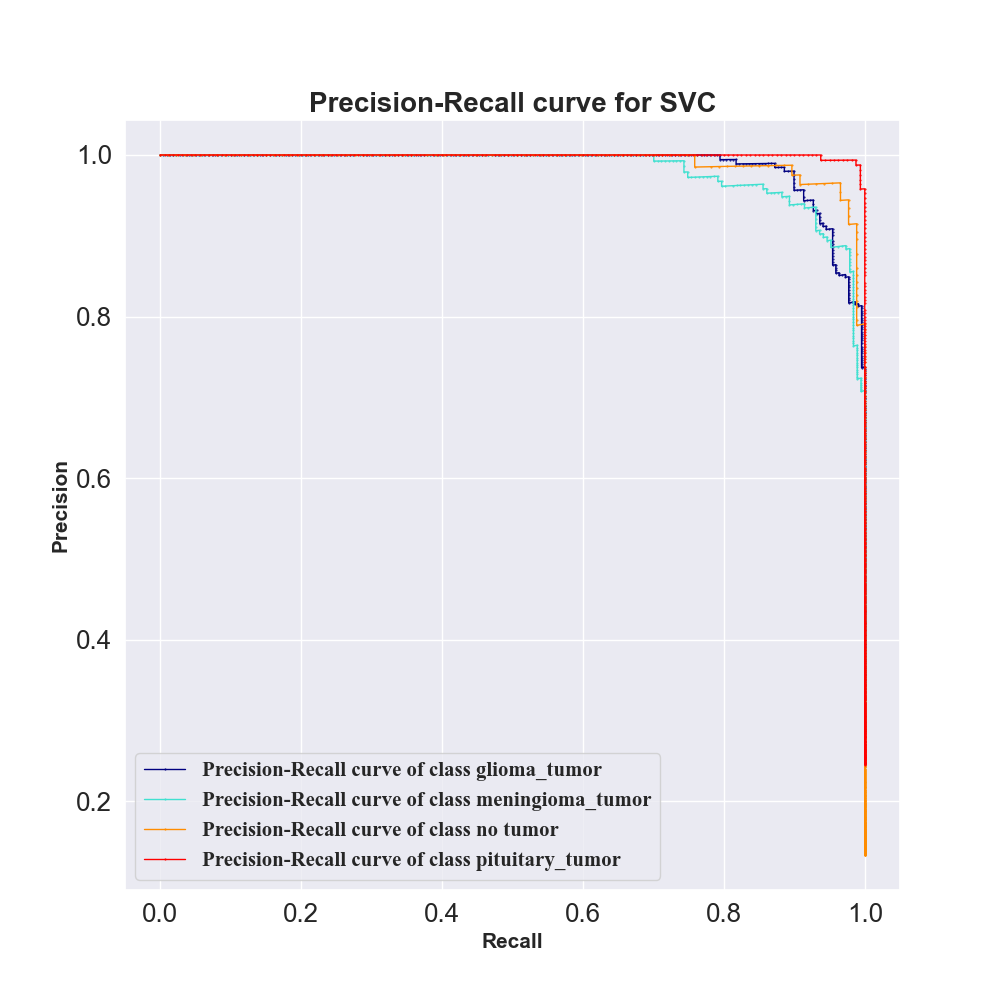 Precision-Recall curve for SVC
1.0
0.8
0.6
0.4
0.2
Precision
Precision-Recall curve of class glioma_tumor
Precision-Recall curve of class meningioma_tumor
Precision-Recall curve of class no tumor
Precision-Recall curve of class pituitary_tumor
0.0 0.2 0.4 0.6 0.8 1.0
Recall